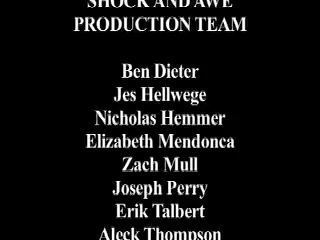 SHOCK AND AWE
PRODUCTION TEAM
Ben Dieter
Jes Hellwege
Nicholas Hemmer
Elizabeth Mendonca
Zach Mull
Joseph Perry
Erik Talbert
Aleck Thompson